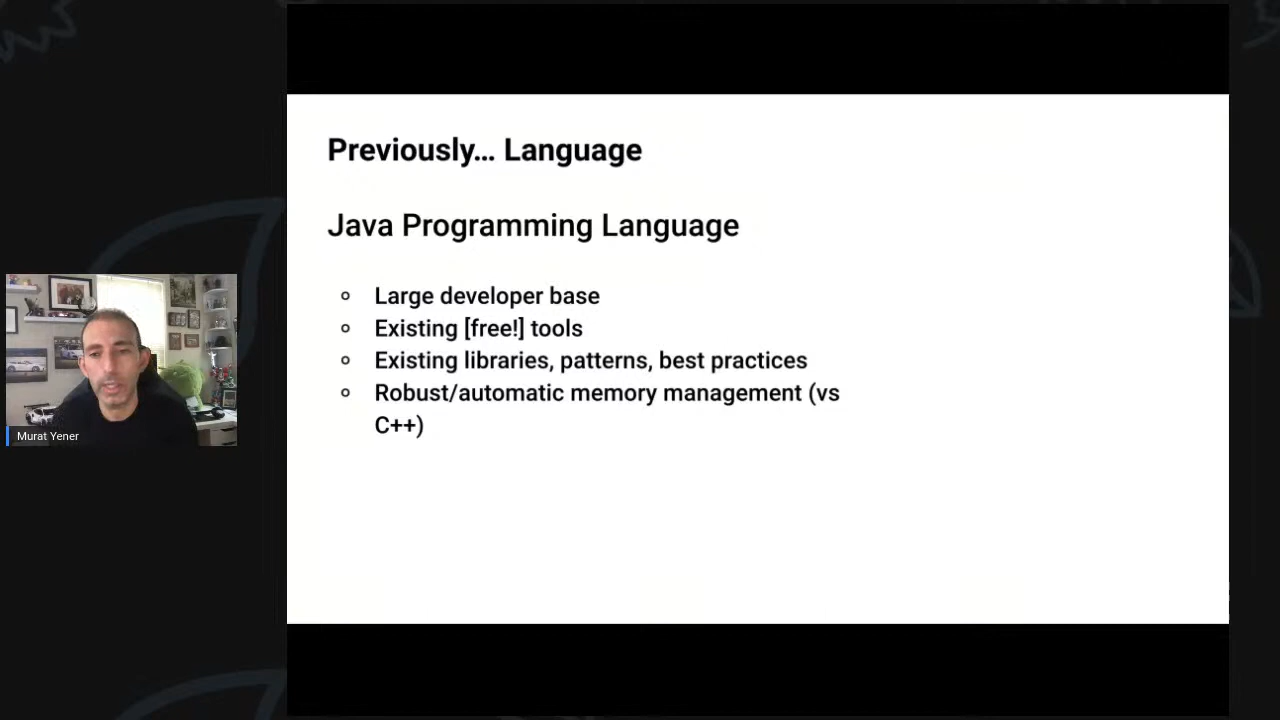 Previously… Language
Java Programming Language
Large developer base
Existing [free!] tools
Existing libraries, patterns, best practices
Robust/automatic memory management (vs
C++)
Murat Yener